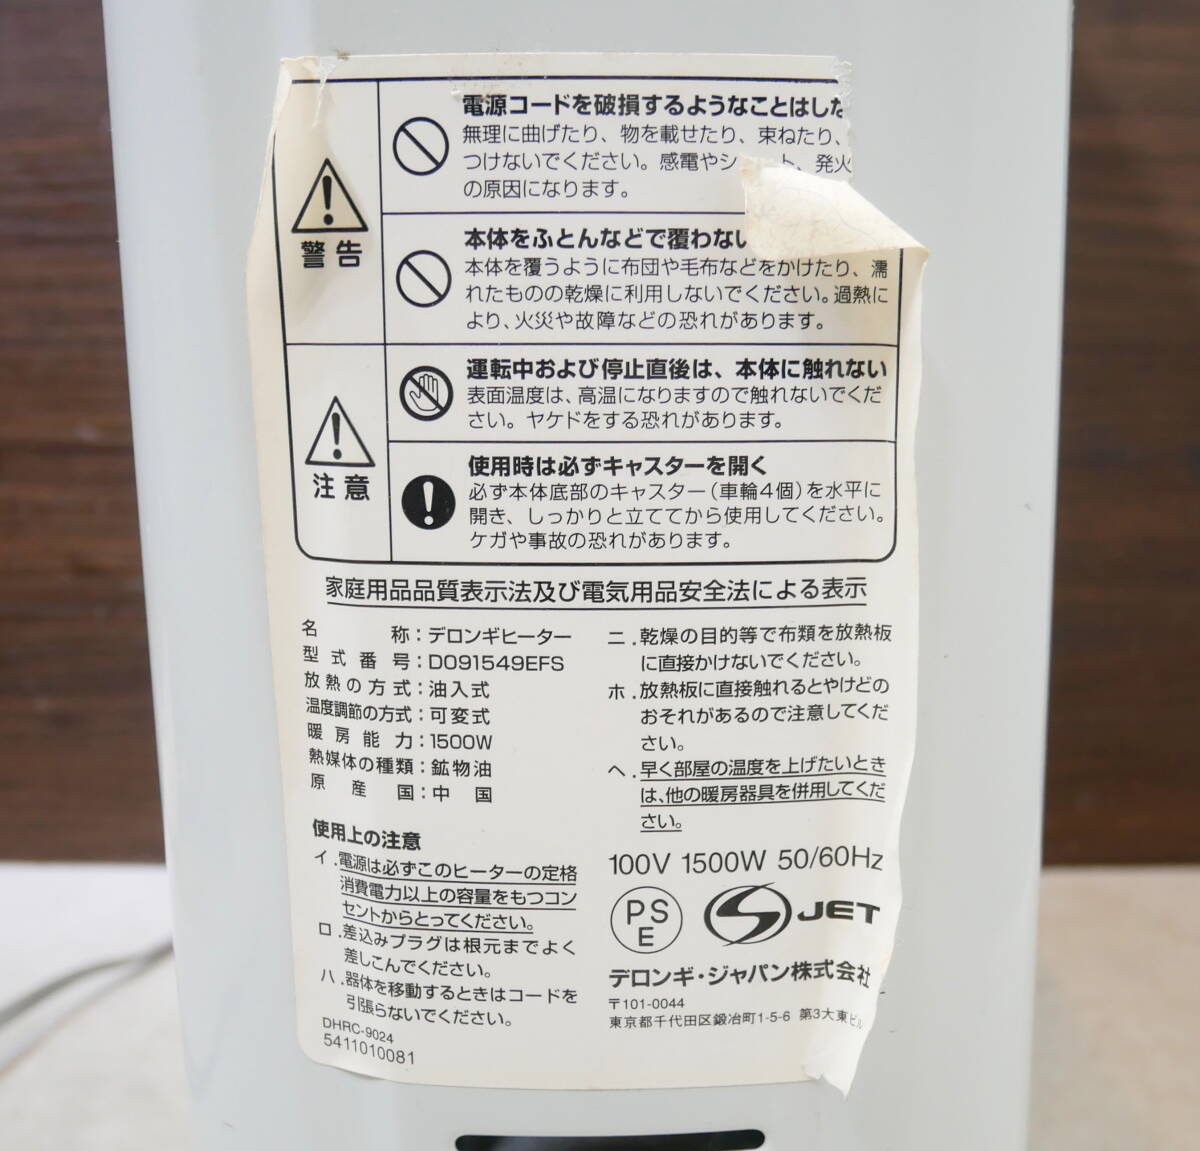 警告
電源コードを破損するようなことはしな
無理に曲げたり、物を載せたり、束ねたり、
つけないでください。感電やシ ート、発火
の原因になります。
本体をふとんなどで覆わない
本体を覆うように布団や毛布などをかけたり、濡
れたものの乾燥に利用しないでください。過熱に
より、火災や故障などの恐れがあります。
注意
運転中および停止直後は、本体に触れない
表面温度は、高温になりますので触れないでくだ
さい。ヤケドをする恐れがあります。
使用時は必ずキャスターを開く
必ず本体底部のキャスター(車輪4個)を水平に
開き、しっかりと立ててから使用してください。
ケガや事故の恐れがあります。
家庭用品品質表示法及び電気用品安全法による表示
名称:デロンギヒーター
型式番号:D091549EFS
放熱の方式:油入式
温度調節の方式:可変式
暖房能力:1500W
熱媒体の種類:鉱物油
原産国:中国
使用上の注意
イ.電源は必ずこのヒーターの定格
消費電力以上の容量をもつコン
セントからとってください。
ロ.差込みプラグは根元までよく
差しこんでください。
ハ.器体を移動するときはコードを
引張らないでください。
DHRC-9024
5411010081
ニ.乾燥の目的等で布類を放熱板
に直接かけないでください。
ホ.放熱板に直接触れるとやけどの
おそれがあるので注意してくだ
さい。
ヘ.早く部屋の温度を上げたいとき
は、他の暖房器具を併用してくだ
さい。
100V 1500W 50/60Hz
PS
E
JET
デロンギ・ジャパン株式会社
〒101-0044
東京都千代田区鍛冶町1-5-6 第3大東ビル